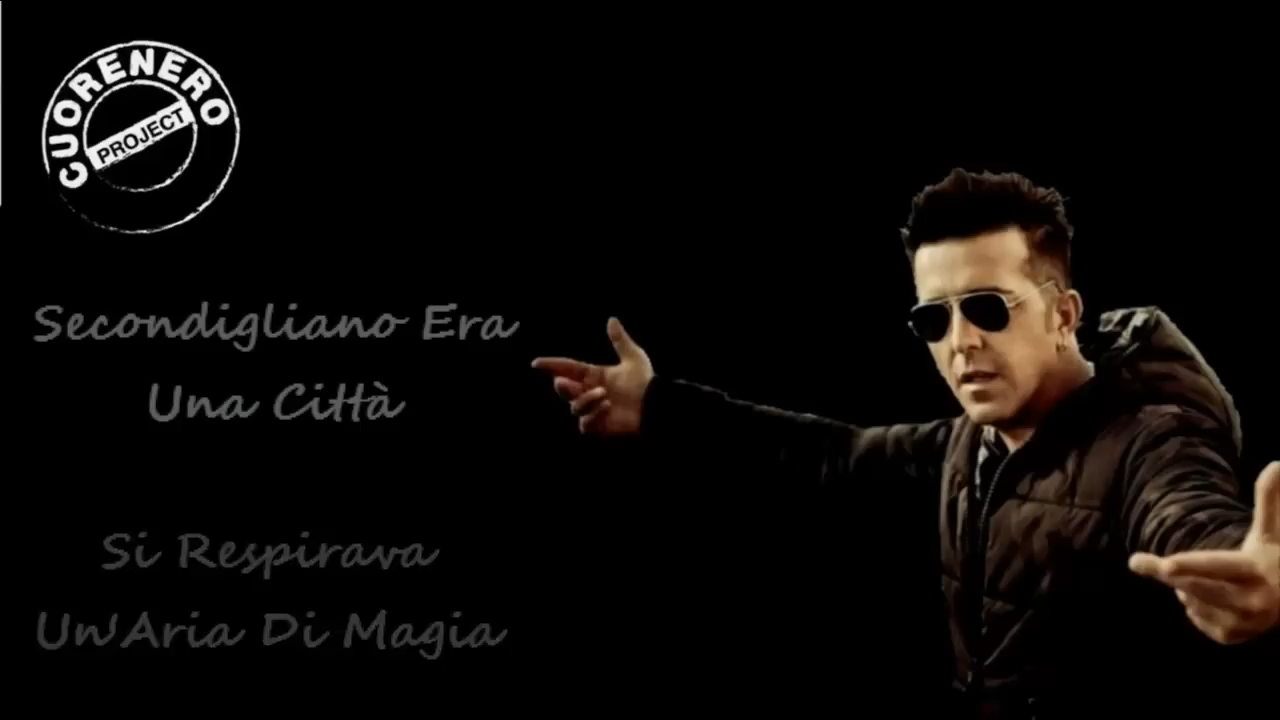 CUORENERO
PROJECT
Secondigliano Era
Una Città
Si Respirava
Un'Aria Di Magia